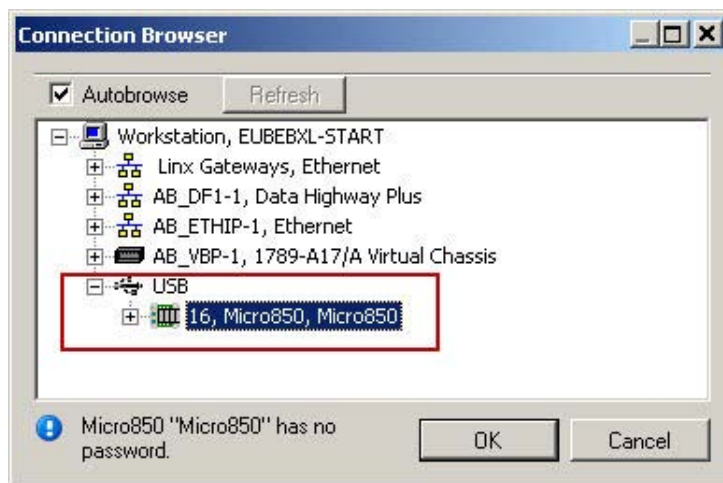 Connection Browser
Autobrowse
Refresh
Workstation, EUBEBXL-START
Linx Gateways, Ethernet
AB_DF1-1, Data Highway Plus
AB_ETHIP-1, Ethernet
AB_VBP-1, 1789-A17/A Virtual Chassis
USB
16, Micro850, Micro850
Micro850 "Micro850" has no
password.
OK
Cancel